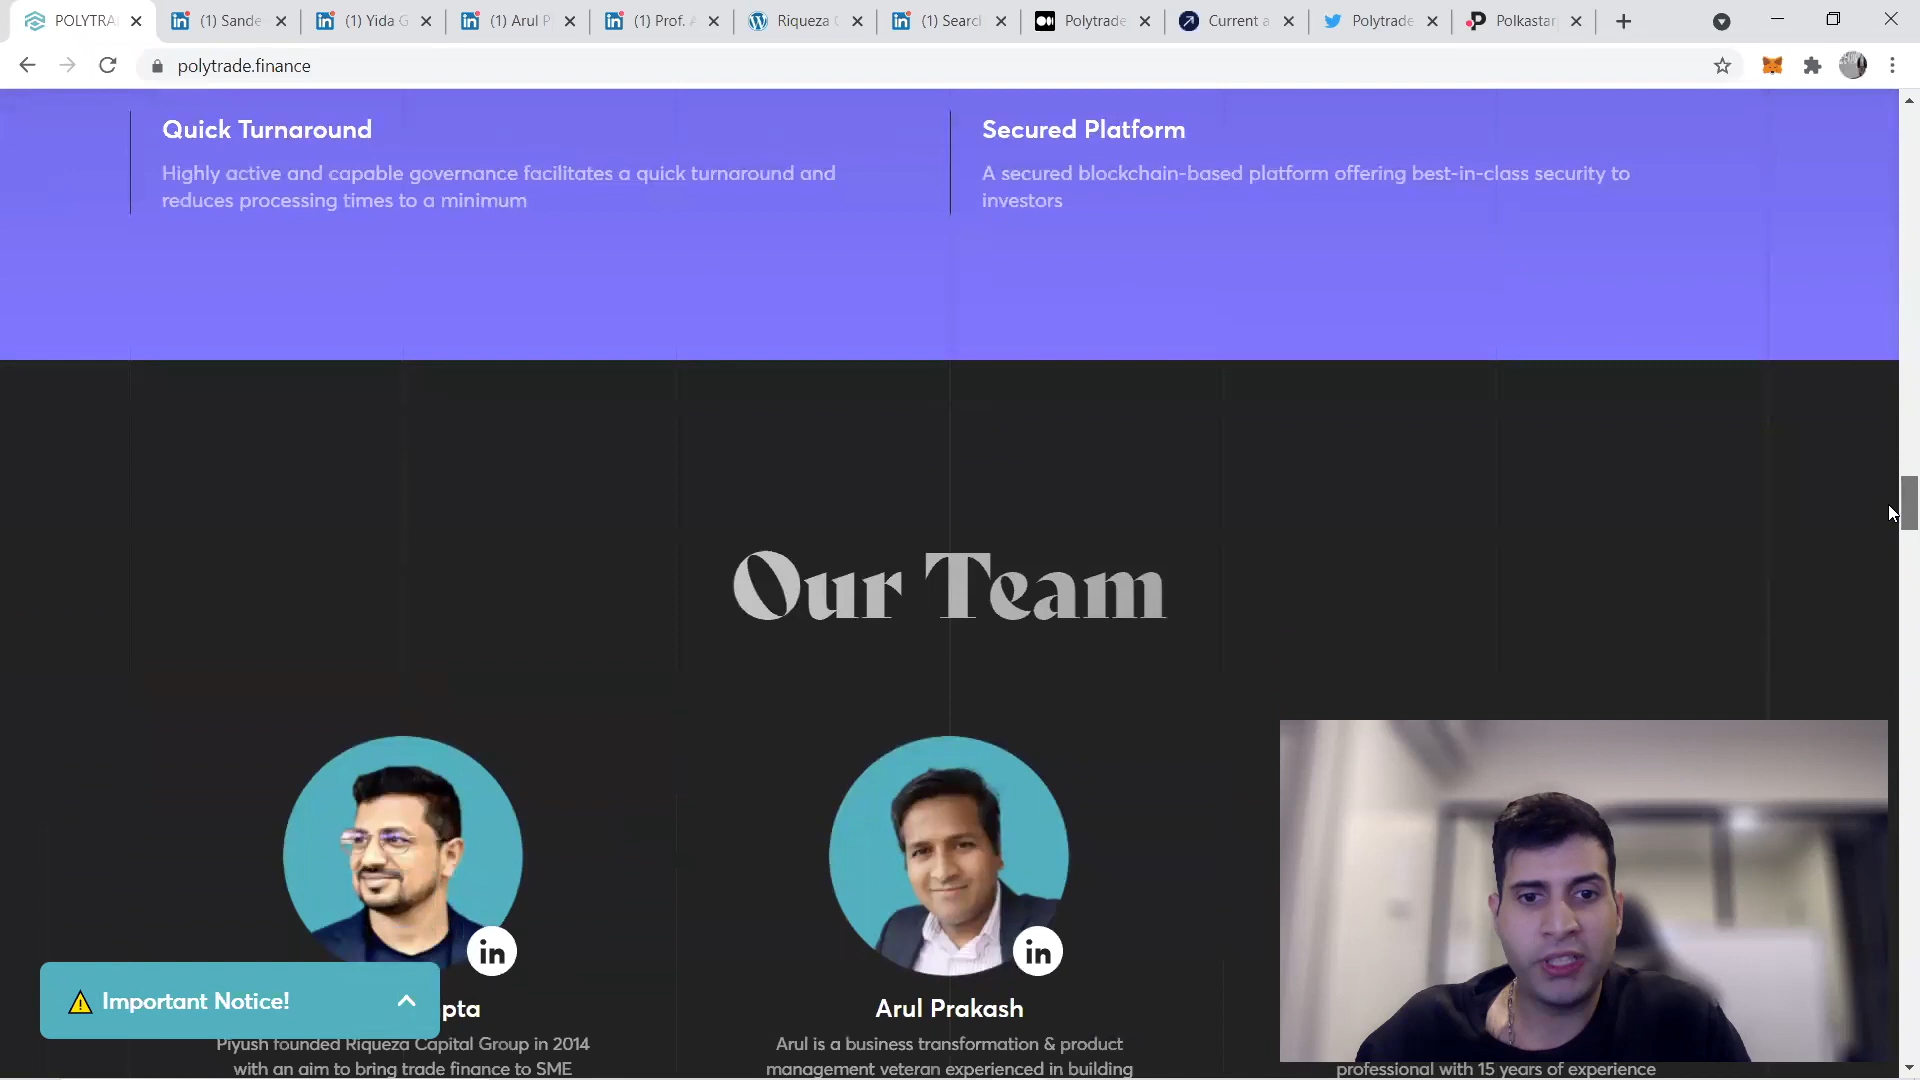 POLYTRA
(1) Sande
(1) Yida G
(1) Arul P
(1) Prof. A
Riqueza C
(1) Searc
Polytrade
Current a
Polytrade
Polkastar
polytrade.finance
Quick Turnaround
Highly active and capable governance facilitates a quick turnaround and
reduces processing times to a minimum
Secured Platform
A secured blockchain-based platform offering best-in-class security to
investors
Our Team
in
in
Important Notice!
pta
Piyush founded Riqueza Capital Group in 2014
with an aim to bring trade finance to SME
Arul Prakash
Arul is a business transformation & product
management veteran experienced in building
professional with 15 years of experience